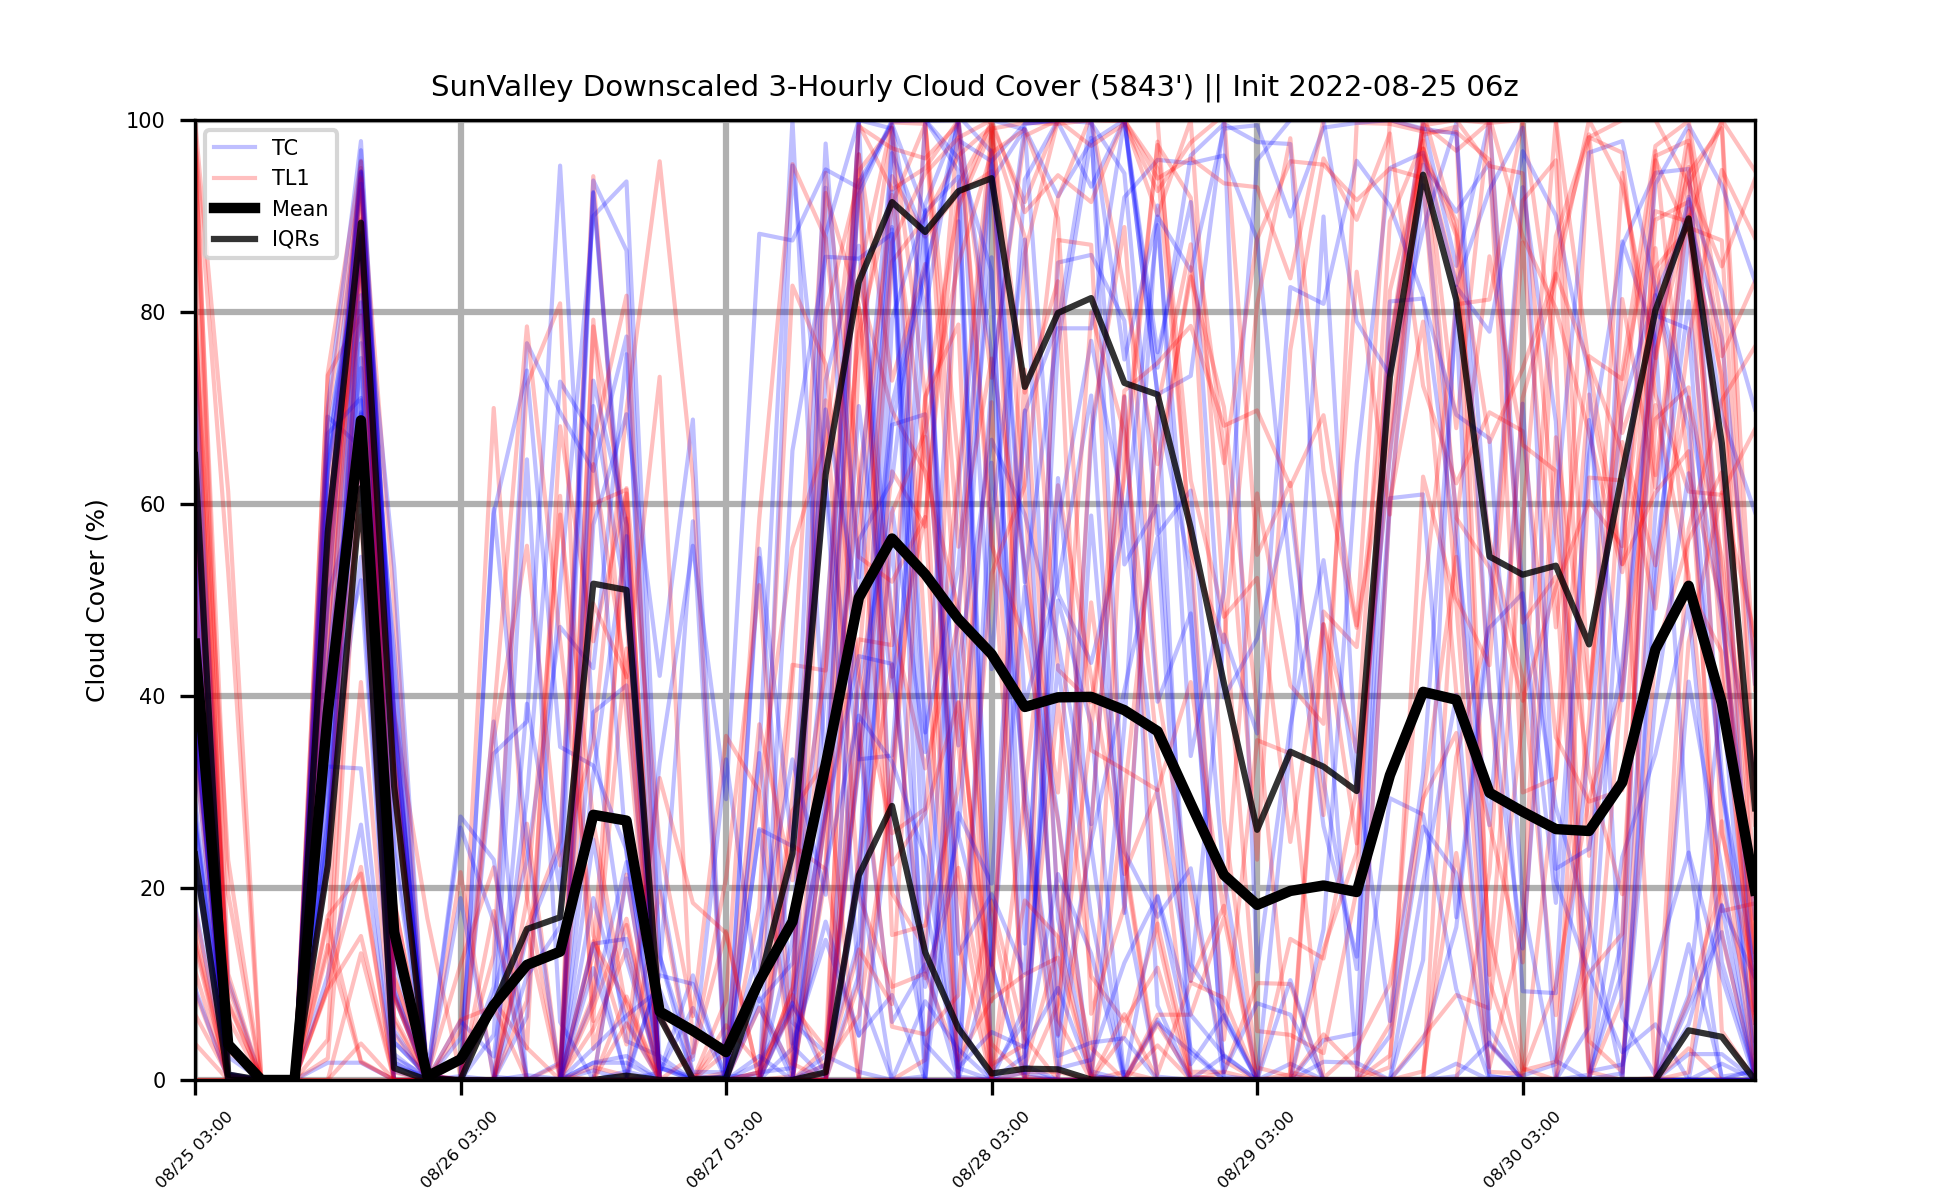 SunValley Downscaled 3-Hourly Cloud Cover (5843') || Init 2022-08-25 06z
TC
TL1
Mean
IQRs
Cloud Cover (%)
100
80
60
40
20
0
08/25 03:00
08/26 03:00
08/27 03:00
08/28 03:00
08/29 03:00
08/30 03:00